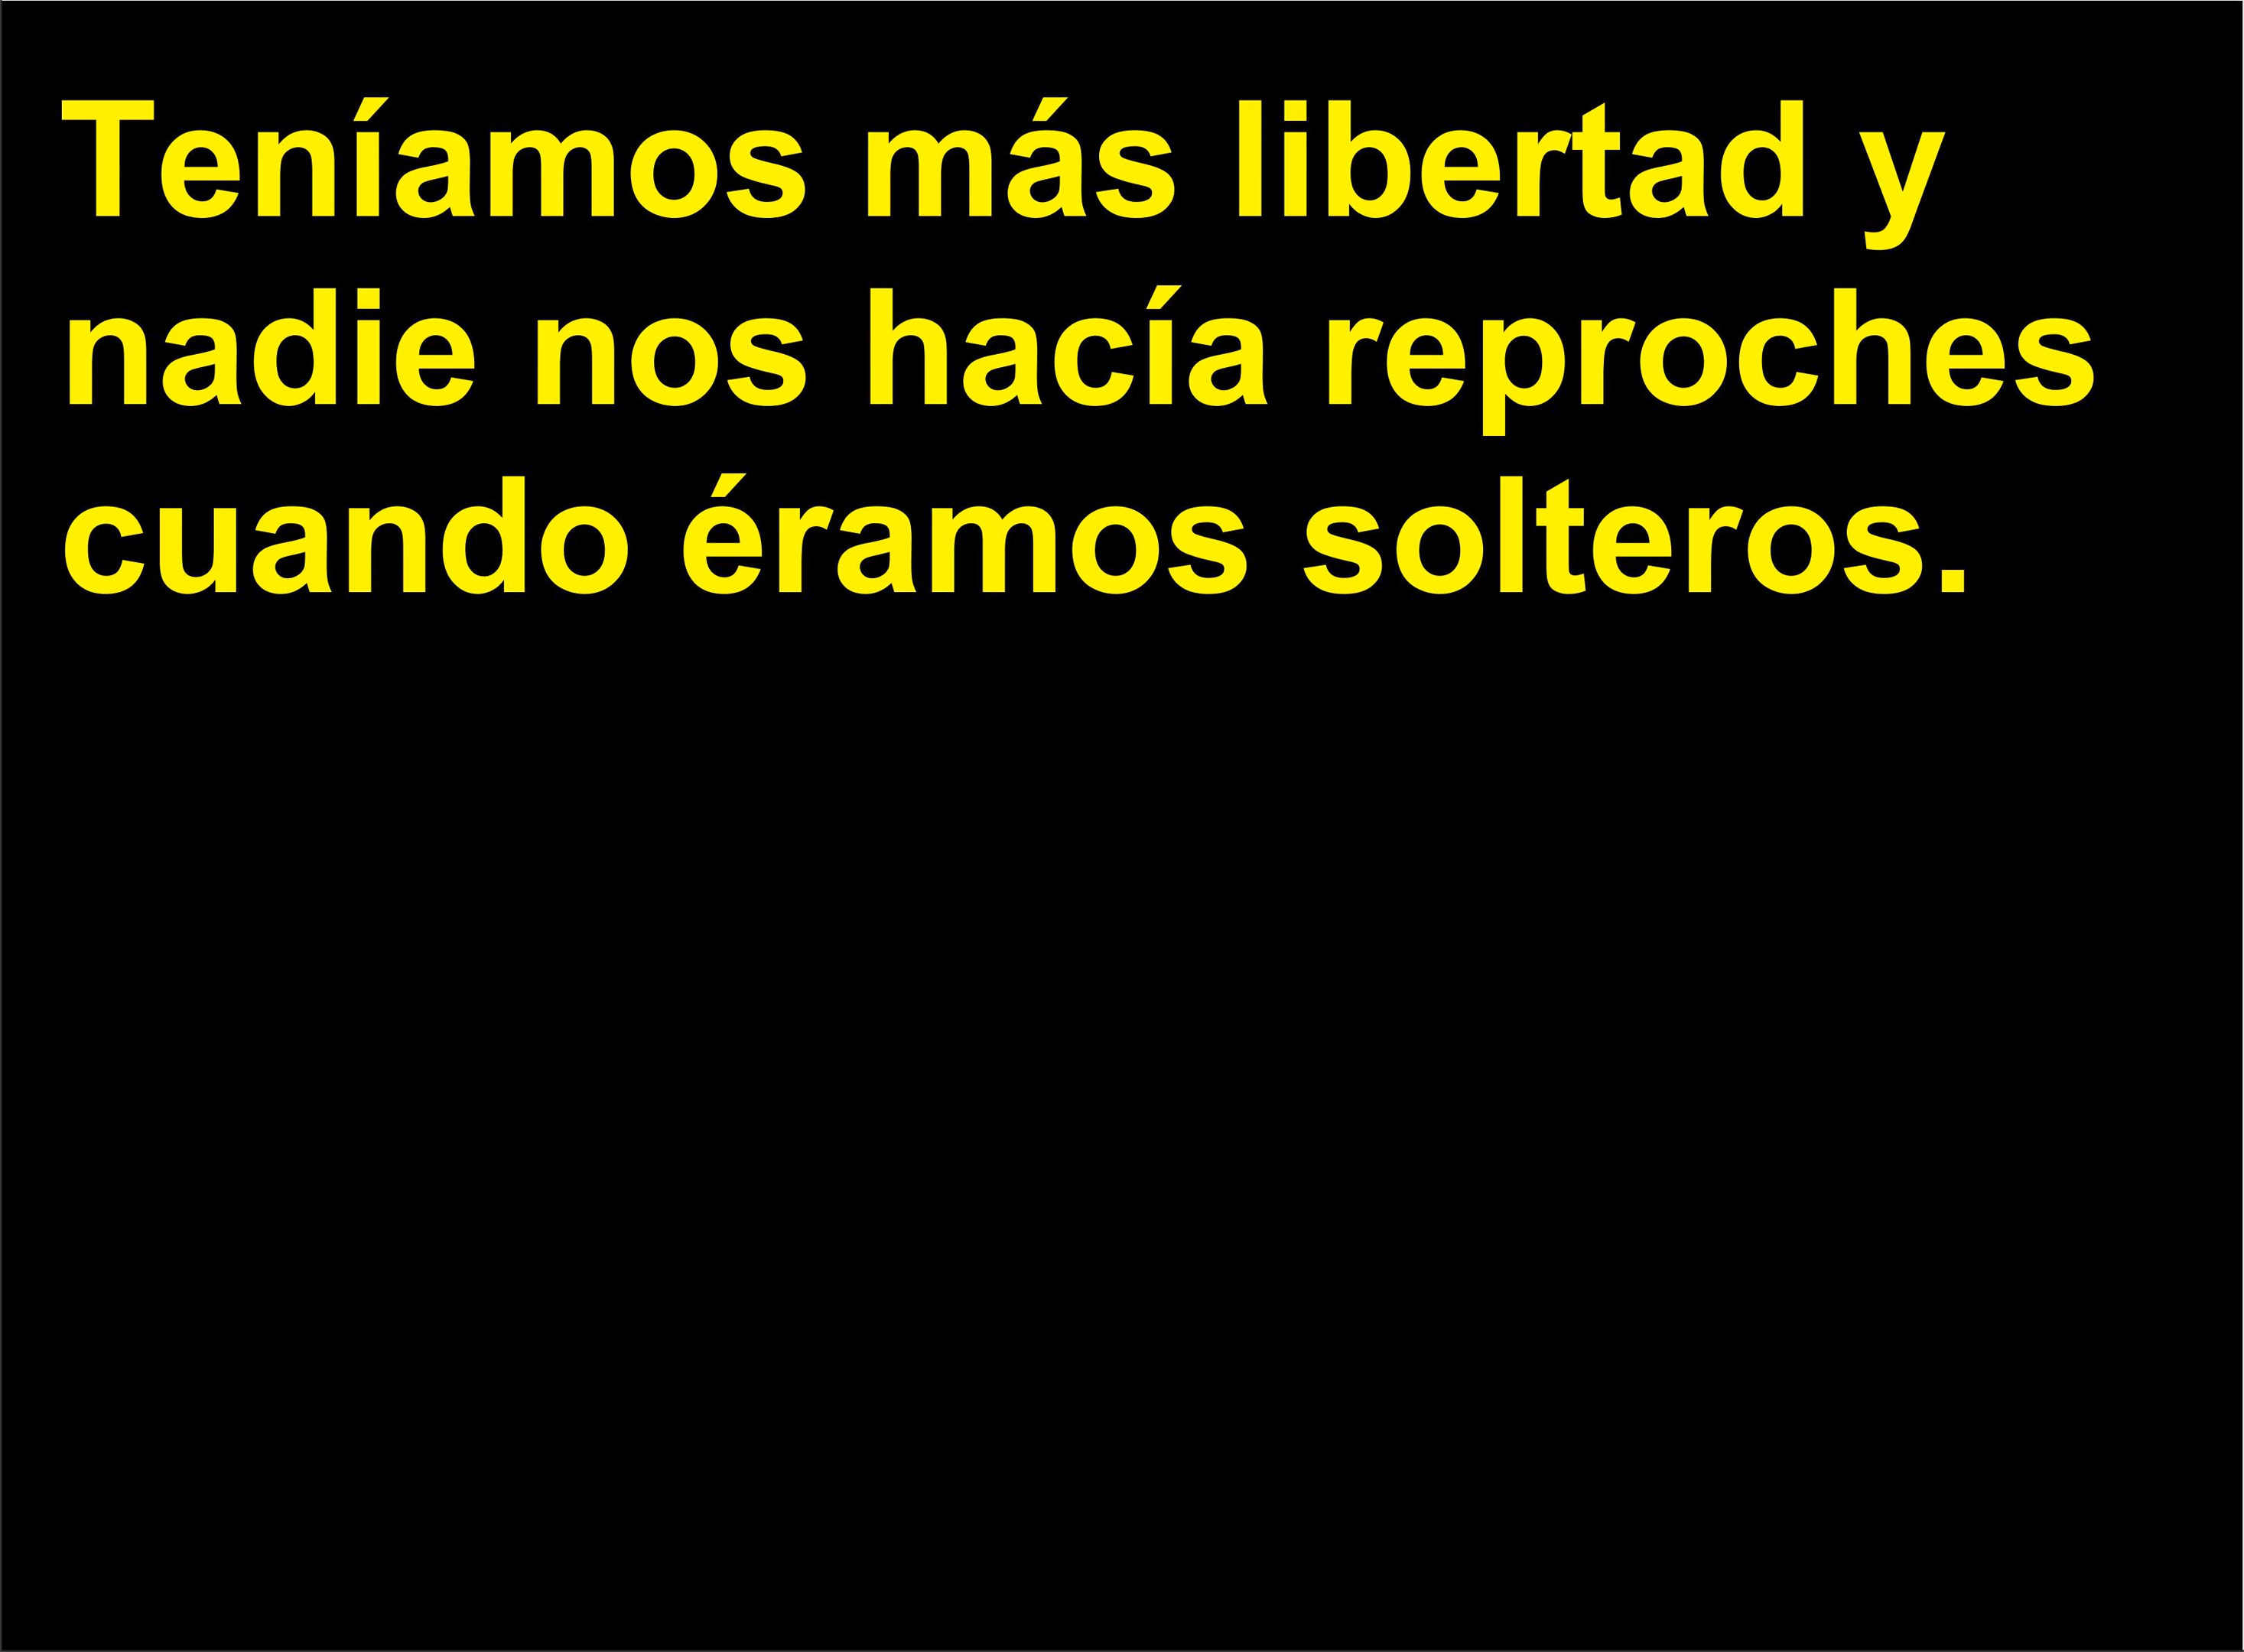 Teníamos más libertad y
nadie nos hacía reproches
cuando éramos solteros.